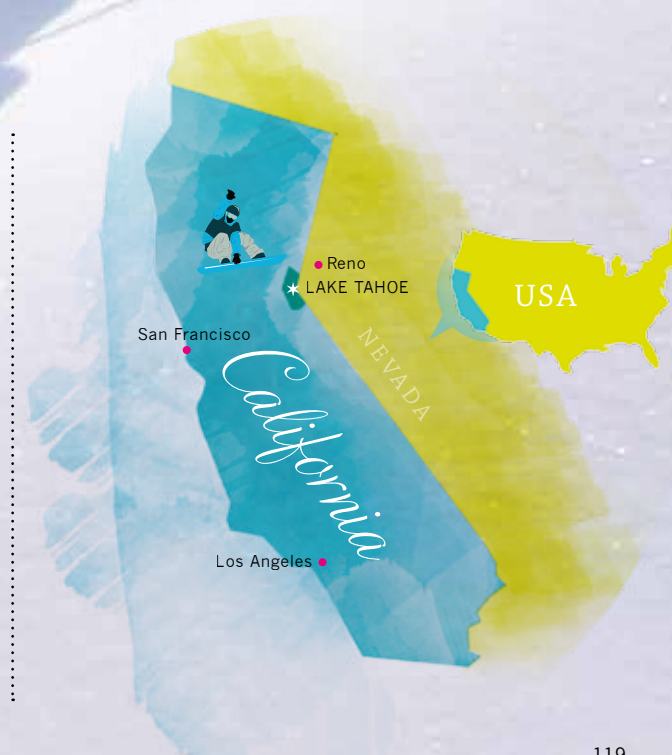 Reno
LAKE TAHOE
USA
San Francisco
NEVADA
California
Los Angeles
119